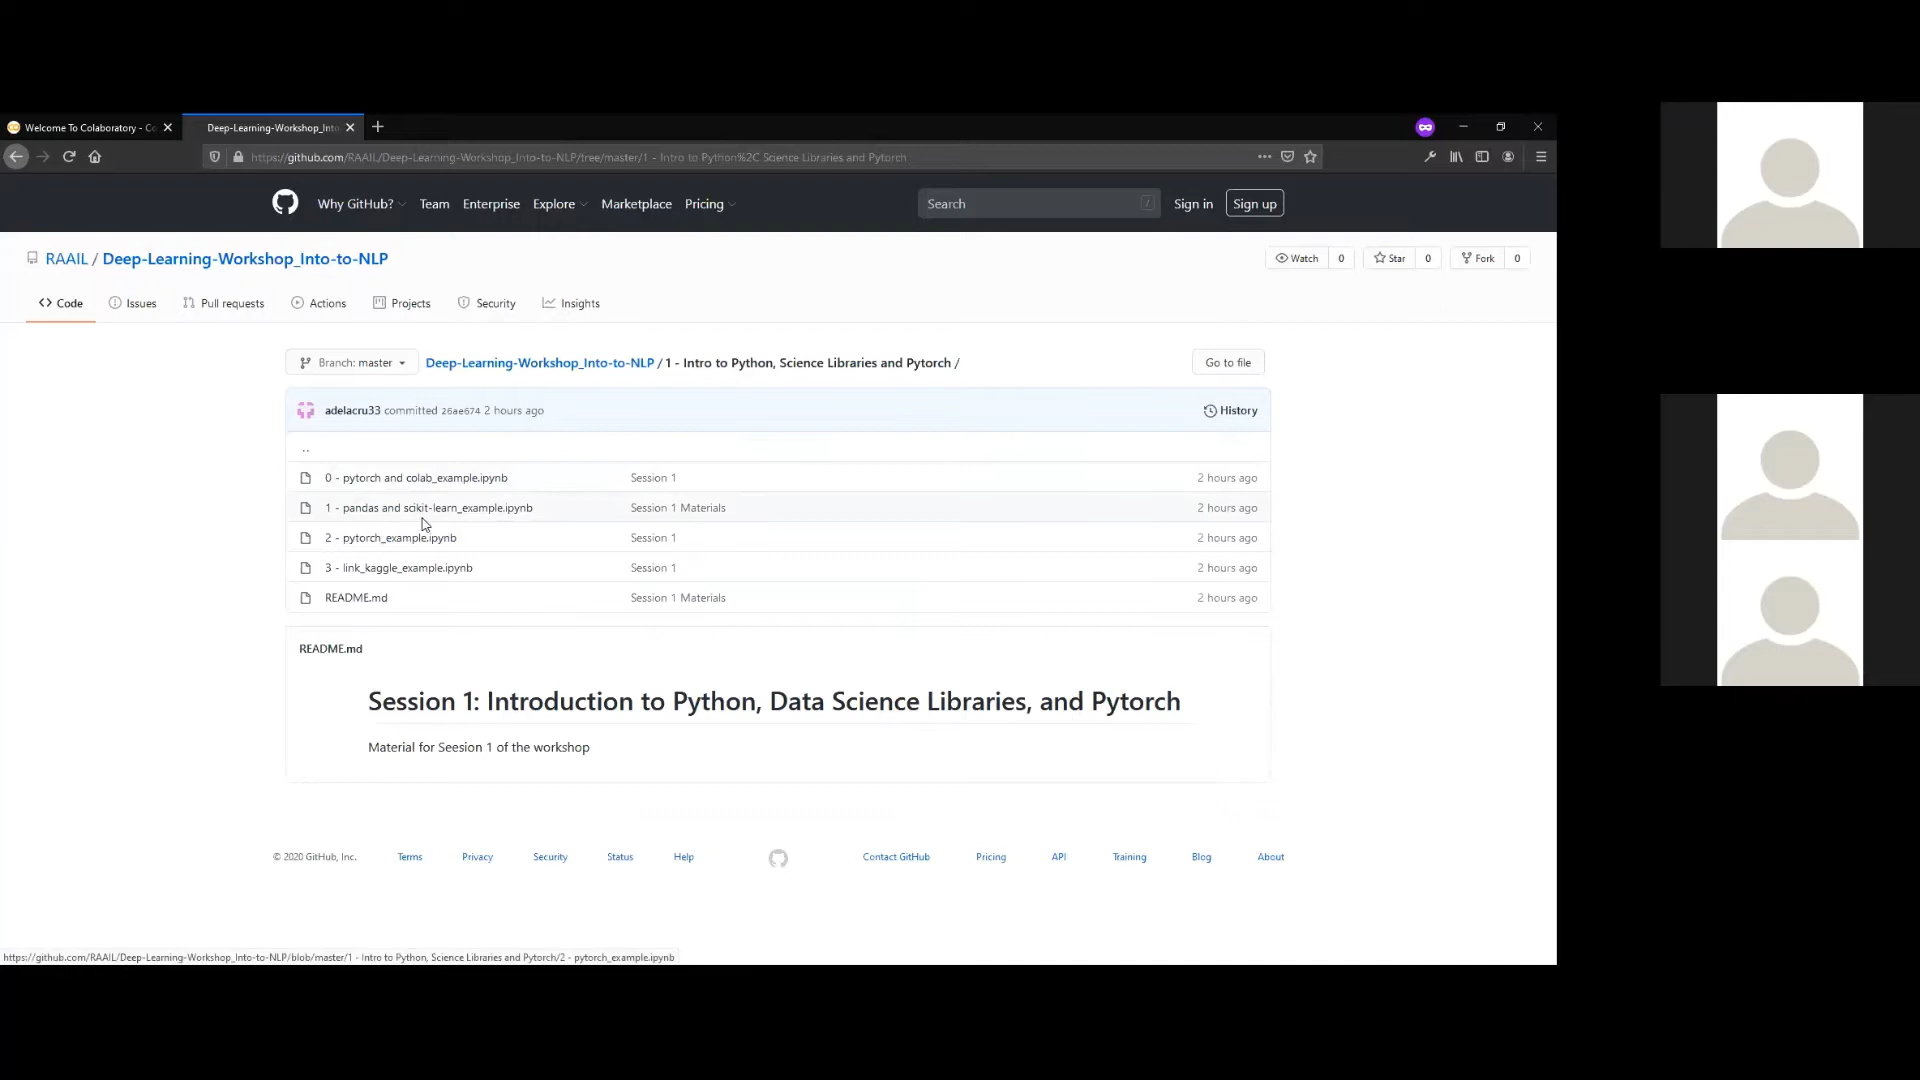 Welcome To Colaboratory - Co
Deep-Learning-Workshop_Into
https://github.com/RAAIL/Deep-Learning-Workshop_Into-to-NLP/tree/master/1 - Intro to Python%2C Science Libraries and Pytorch
Why GitHub? Team Enterprise Explore Marketplace Pricing Search / Sign in Sign up
RAAIL / Deep-Learning-Workshop_Into-to-NLP
Watch 0 Star 0 Fork 0
Code Issues Pull requests Actions Projects Security Insights
Branch: master Deep-Learning-Workshop_Into-to-NLP / 1 - Intro to Python, Science Libraries and Pytorch / Go to file
adelacru33 committed 26ae674 2 hours ago History
..
0 - pytorch and colab_example.ipynb Session 1 2 hours ago
1 - pandas and scikit-learn_example.ipynb Session 1 Materials 2 hours ago
2 - pytorch_example.ipynb Session 1 2 hours ago
3 - link_kaggle_example.ipynb Session 1 2 hours ago
README.md Session 1 Materials 2 hours ago
README.md
Session 1: Introduction to Python, Data Science Libraries, and Pytorch
Material for Seesion 1 of the workshop
© 2020 GitHub, Inc. Terms Privacy Security Status Help Contact GitHub Pricing API Training Blog About
https://github.com/RAAIL/Deep-Learning-Workshop_Into-to-NLP/blob/master/1 - Intro to Python, Science Libraries and Pytorch/2 - pytorch_example.ipynb